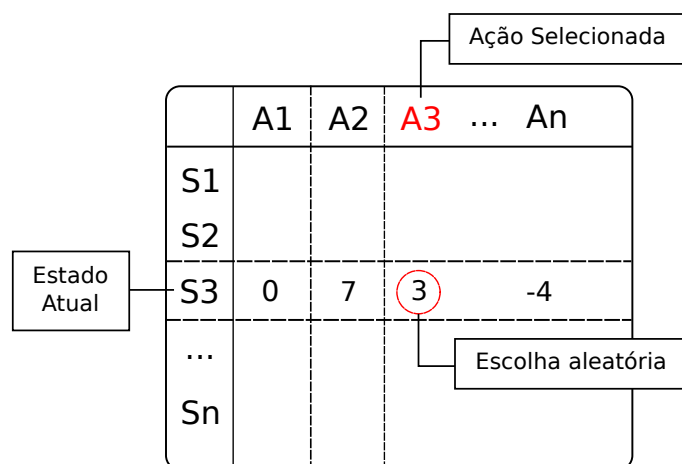 Ação Selecionada
A1 A2 A3 ... An
S1
S2
Estado
Atual
S3 0 7 3 -4
...
Escolha aleatória
Sn